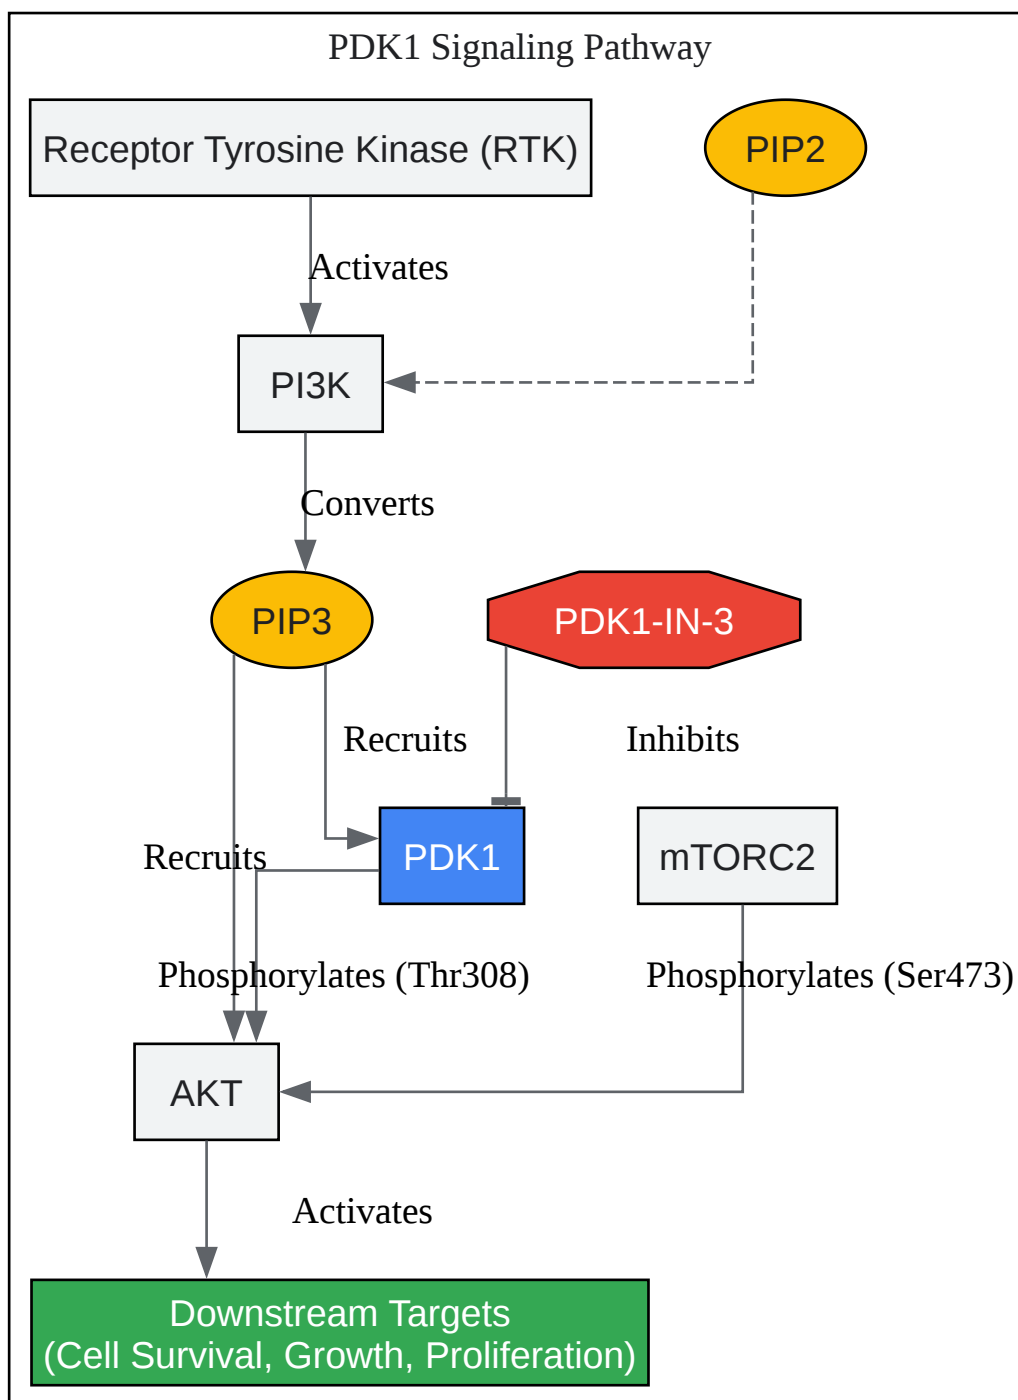 PDK1 Signaling Pathway
Receptor Tyrosine Kinase (RTK)
PIP2
Activates
PI3K
Converts
PIP3
PDK1-IN-3
Recruits
Inhibits
Recruits
PDK1
mTORC2
Phosphorylates (Thr308)
Phosphorylates (Ser473)
AKT
Activates
Downstream Targets
(Cell Survival, Growth, Proliferation)